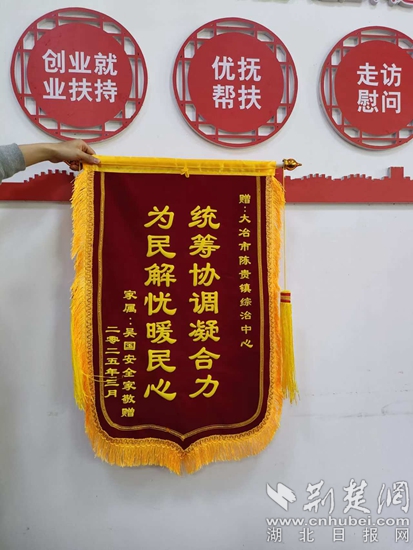 创业就
业扶持
优抚
帮扶
走访
慰问
赠：大冶市陈贵镇综治中心
统筹协调凝合力
为民解忧暖民心
家属：吴国安全家敬赠
二零二五年三月
荆楚网
www.cnhubei.com
湖北日报网